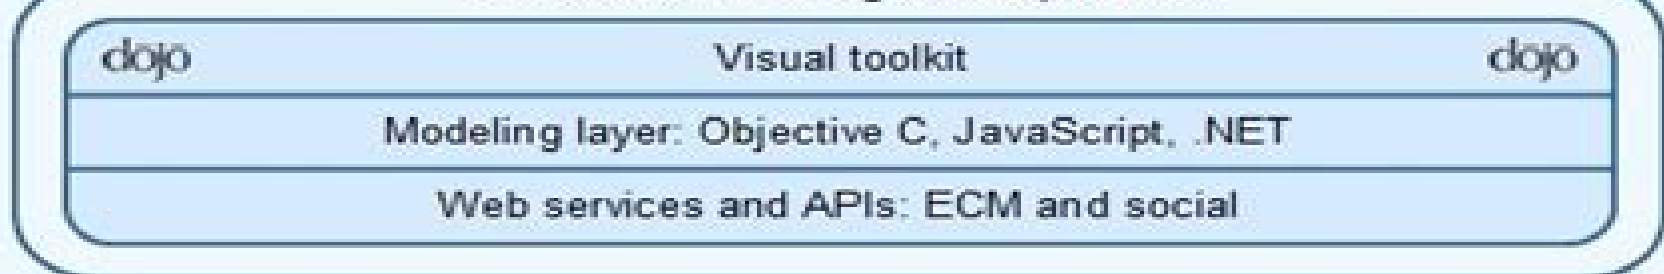 dojo Visual toolkit dojo
Modeling layer: Objective C, JavaScript, .NET
Web services and APIs: ECM and social